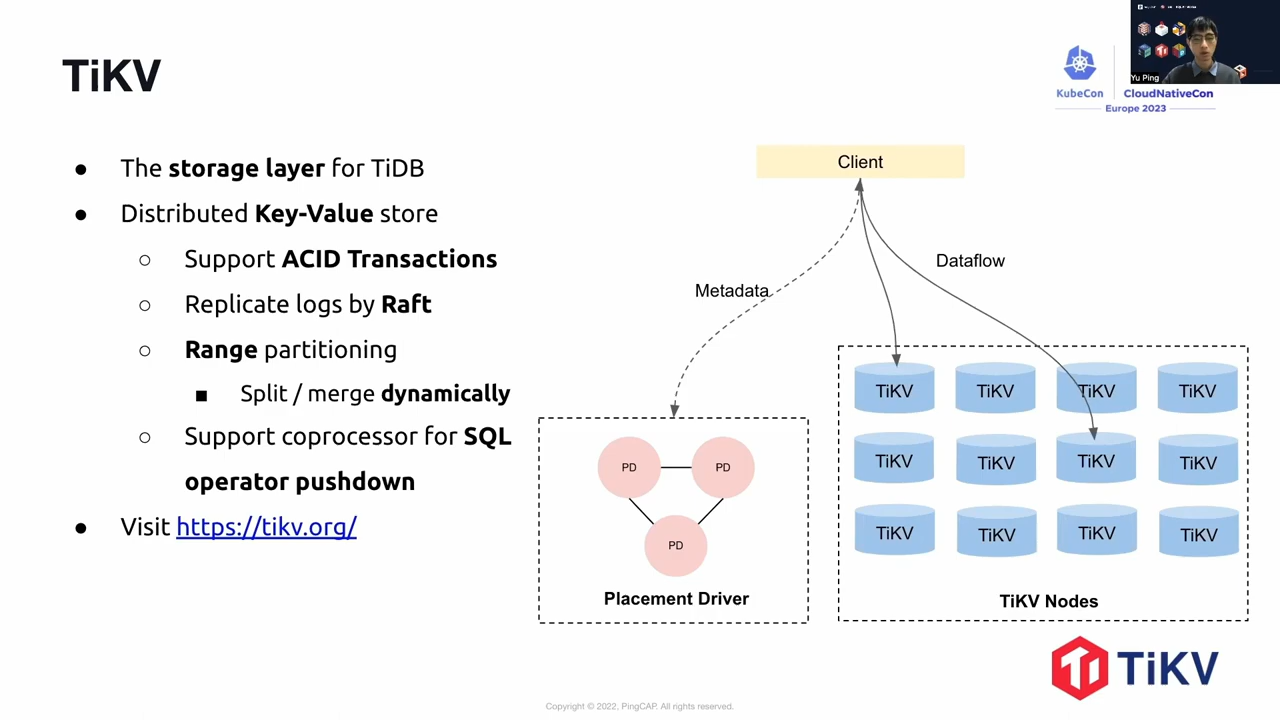 TiKV
KubeCon
CloudNativeCon
Europe 2023
Yu Ping
● The storage layer for TiDB
● Distributed Key-Value store
○ Support ACID Transactions
○ Replicate logs by Raft
○ Range partitioning
■ Split / merge dynamically
○ Support coprocessor for SQL
operator pushdown
● Visit https://tikv.org/
Client
Metadata
Dataflow
PD
PD
PD
Placement Driver
TiKV
TiKV
TiKV
TiKV
TiKV
TiKV
TiKV
TiKV
TiKV
TiKV
TiKV
TiKV
TiKV Nodes
TiKV
Copyright © 2022, PingCAP. All rights reserved.